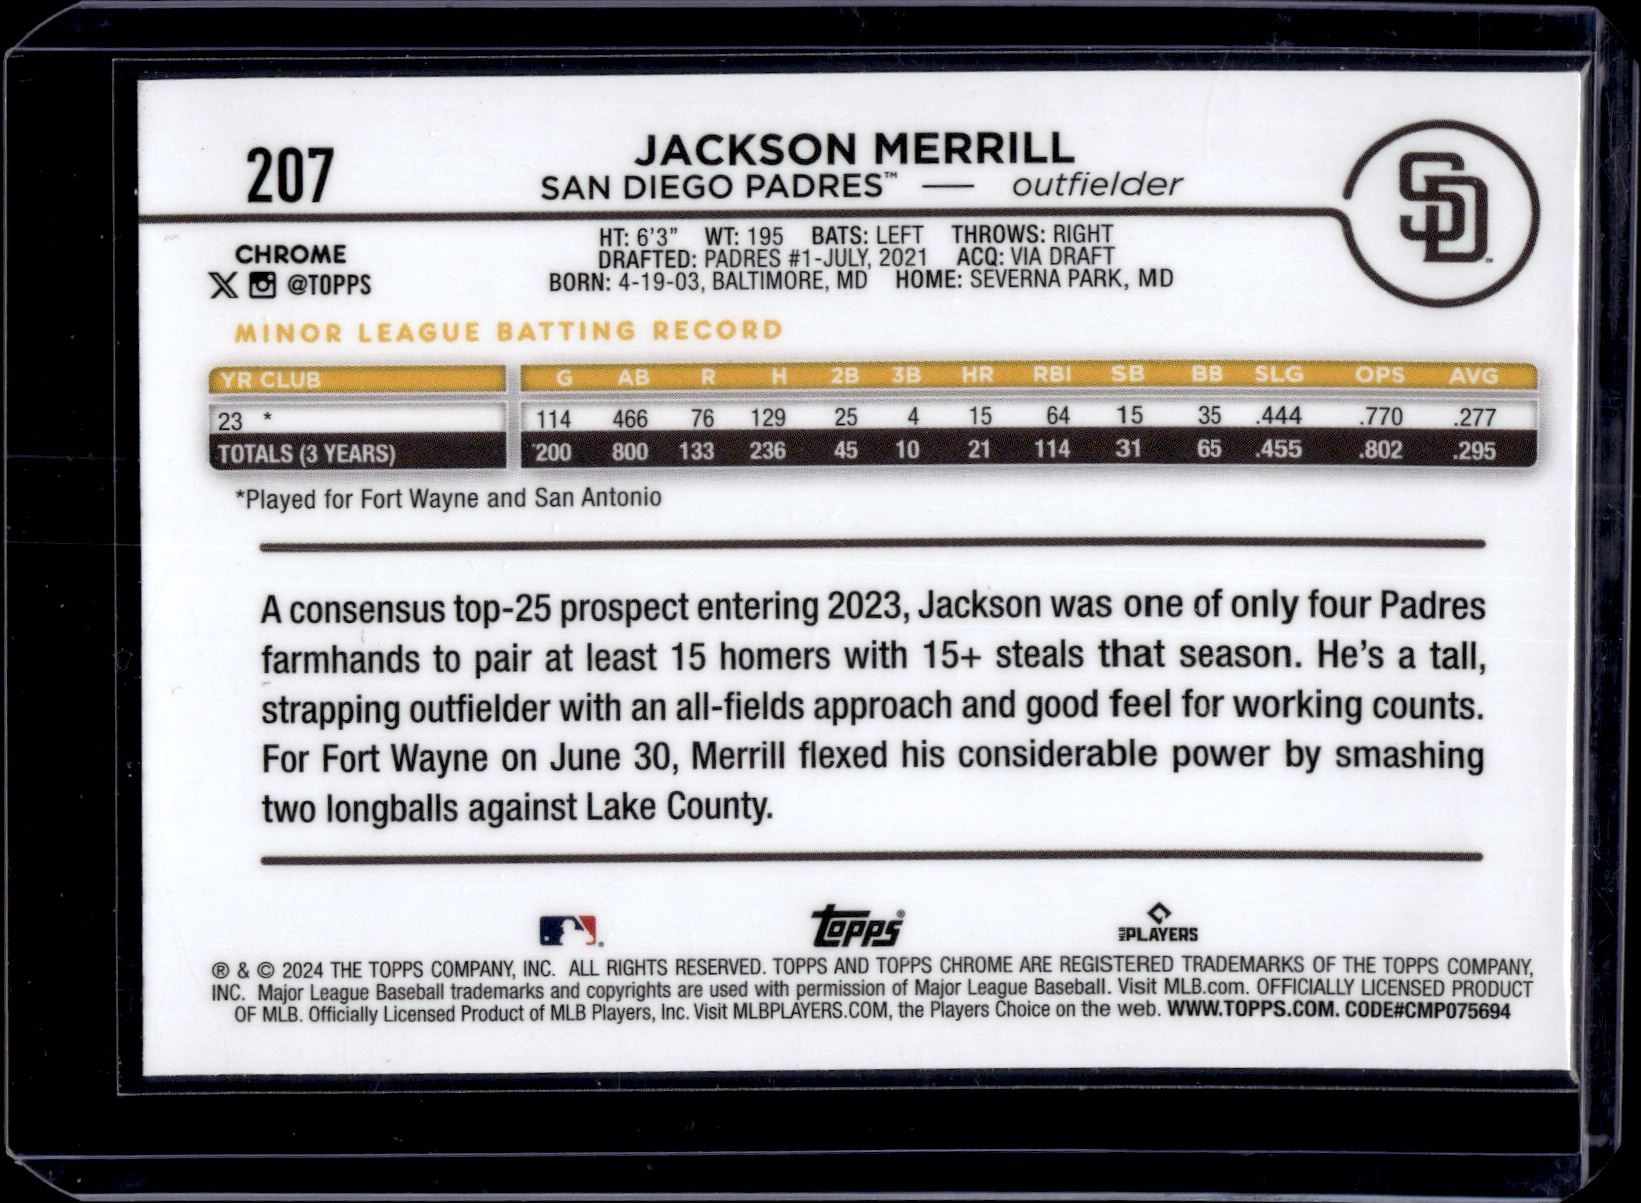 207
JACKSON MERRILL
SAN DIEGO PADRES™ — outfielder
SD™
CHROME
X @TOPPS
HT: 6'3" WT: 195 BATS: LEFT THROWS: RIGHT
DRAFTED: PADRES #1-JULY, 2021 ACQ: VIA DRAFT
BORN: 4-19-03, BALTIMORE, MD HOME: SEVERNA PARK, MD
MINOR LEAGUE BATTING RECORD
YR CLUB G AB R H 2B 3B HR RBI SB BB SLG OPS AVG
23 * 114 466 76 129 25 4 15 64 15 35 .444 .770 .277
TOTALS (3 YEARS) 200 800 133 236 45 10 21 114 31 65 .455 .802 .295
*Played for Fort Wayne and San Antonio
A consensus top-25 prospect entering 2023, Jackson was one of only four Padres
farmhands to pair at least 15 homers with 15+ steals that season. He's a tall,
strapping outfielder with an all-fields approach and good feel for working counts.
For Fort Wayne on June 30, Merrill flexed his considerable power by smashing
two longballs against Lake County.
Topps® MLB PLAYERS
® & © 2024 THE TOPPS COMPANY, INC. ALL RIGHTS RESERVED. TOPPS AND TOPPS CHROME ARE REGISTERED TRADEMARKS OF THE TOPPS COMPANY,
INC. Major League Baseball trademarks and copyrights are used with permission of Major League Baseball. Visit MLB.com. OFFICIALLY LICENSED PRODUCT
OF MLB. Officially Licensed Product of MLB Players, Inc. Visit MLBPLAYERS.COM, the Players Choice on the web. WWW.TOPPS.COM. CODE#CMP075694